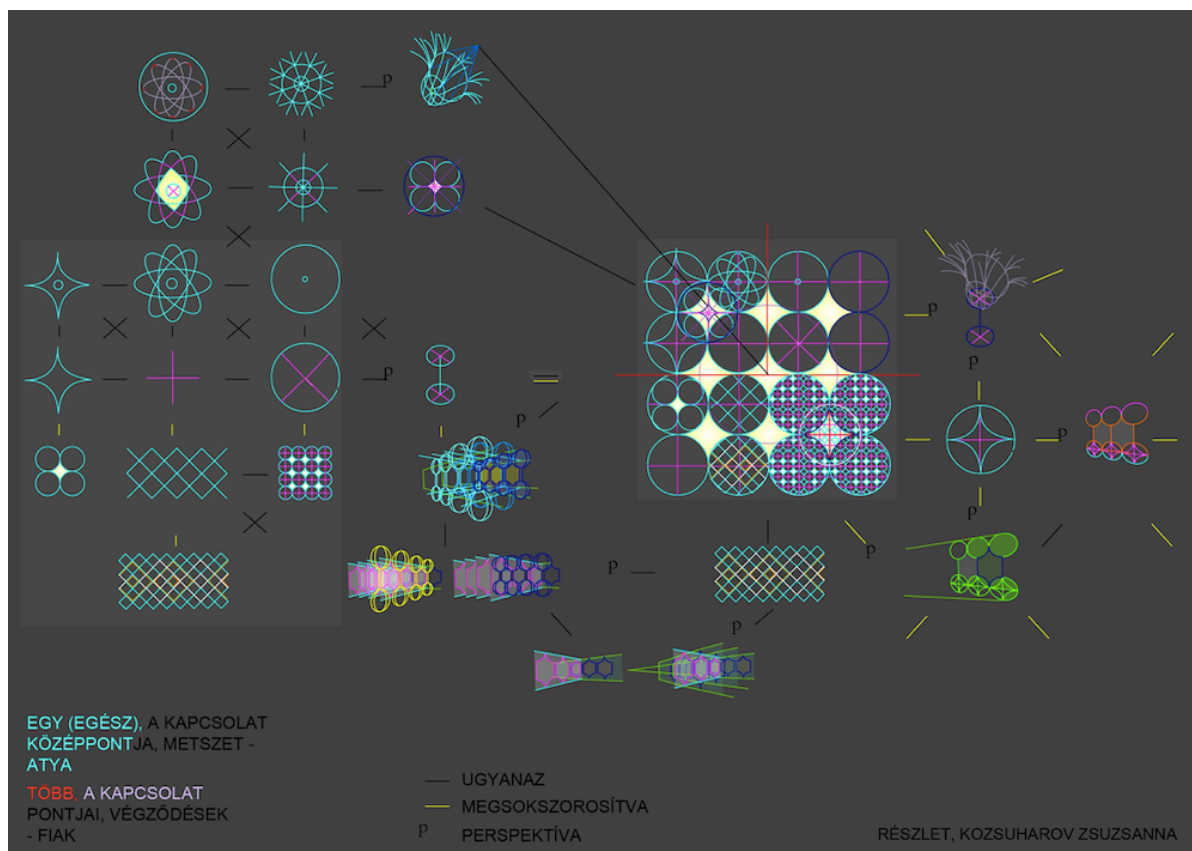 p
p
p
p
p
p
p
p
p
p
EGY (EGÉSZ), A KAPCSOLAT
KÖZÉPPONTJA, METSZET -
ATYA
TÖBB, A KAPCSOLAT
PONTJAI, VÉGZŐDÉSEK
- FIAK
UGYANAZ
MEGSOKSZOROSÍTVA
p PERSPEKTÍVA
RÉSZLET, KOZSUHAROV ZSUZSANNA